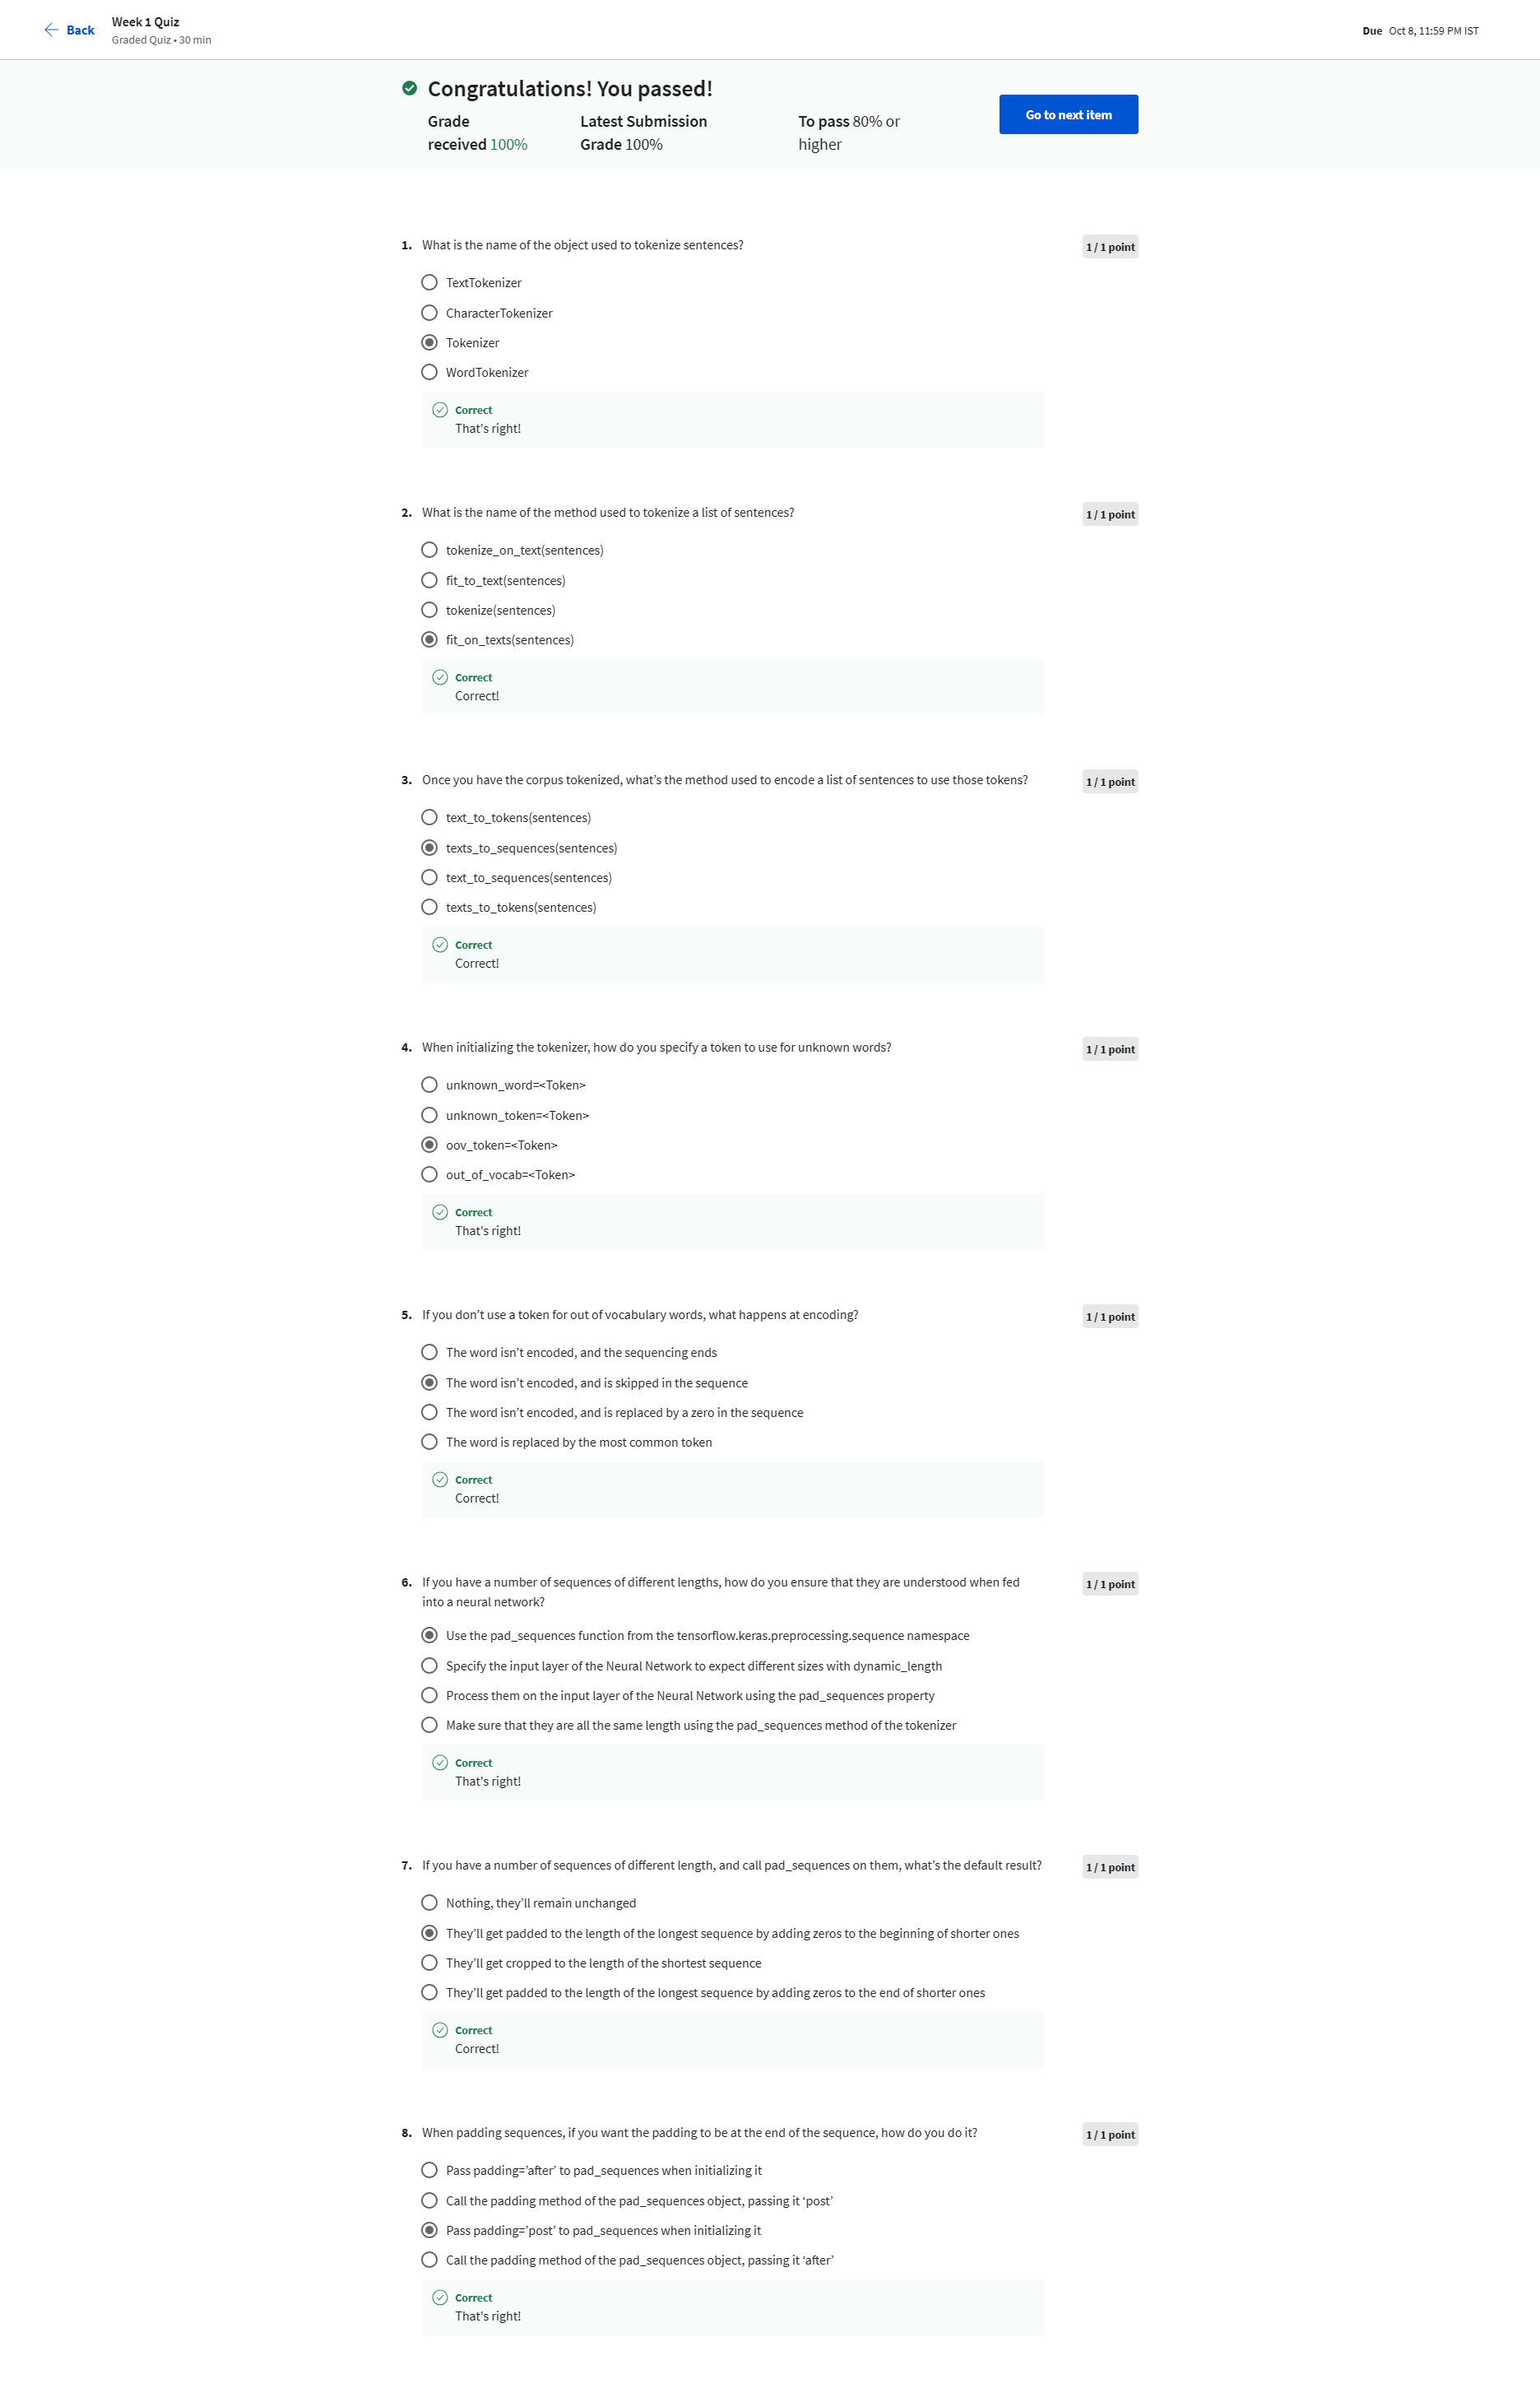 Back
Week 1 Quiz
Graded Quiz • 30 min
Due Oct 8, 11:59 PM IST
Congratulations! You passed!
Grade
received 100%
Latest Submission
Grade 100%
To pass 80% or
higher
Go to next item
1. What is the name of the object used to tokenize sentences?
1 / 1 point
TextTokenizer
CharacterTokenizer
Tokenizer
WordTokenizer
Correct
That's right!
2. What is the name of the method used to tokenize a list of sentences?
1 / 1 point
tokenize_on_text(sentences)
fit_to_text(sentences)
tokenize(sentences)
fit_on_texts(sentences)
Correct
Correct!
3. Once you have the corpus tokenized, what’s the method used to encode a list of sentences to use those tokens?
1 / 1 point
text_to_tokens(sentences)
texts_to_sequences(sentences)
text_to_sequences(sentences)
texts_to_tokens(sentences)
Correct
Correct!
4. When initializing the tokenizer, how do you specify a token to use for unknown words?
1 / 1 point
unknown_word=<Token>
unknown_token=<Token>
oov_token=<Token>
out_of_vocab=<Token>
Correct
That's right!
5. If you don’t use a token for out of vocabulary words, what happens at encoding?
1 / 1 point
The word isn’t encoded, and the sequencing ends
The word isn’t encoded, and is skipped in the sequence
The word isn’t encoded, and is replaced by a zero in the sequence
The word is replaced by the most common token
Correct
Correct!
6. If you have a number of sequences of different lengths, how do you ensure that they are understood when fed
into a neural network?
1 / 1 point
Use the pad_sequences function from the tensorflow.keras.preprocessing.sequence namespace
Specify the input layer of the Neural Network to expect different sizes with dynamic_length
Process them on the input layer of the Neural Network using the pad_sequences property
Make sure that they are all the same length using the pad_sequences method of the tokenizer
Correct
That's right!
7. If you have a number of sequences of different length, and call pad_sequences on them, what’s the default result?
1 / 1 point
Nothing, they’ll remain unchanged
They’ll get padded to the length of the longest sequence by adding zeros to the beginning of shorter ones
They’ll get cropped to the length of the shortest sequence
They’ll get padded to the length of the longest sequence by adding zeros to the end of shorter ones
Correct
Correct!
8. When padding sequences, if you want the padding to be at the end of the sequence, how do you do it?
1 / 1 point
Pass padding=’after’ to pad_sequences when initializing it
Call the padding method of the pad_sequences object, passing it ‘post’
Pass padding=’post’ to pad_sequences when initializing it
Call the padding method of the pad_sequences object, passing it ‘after’
Correct
That's right!